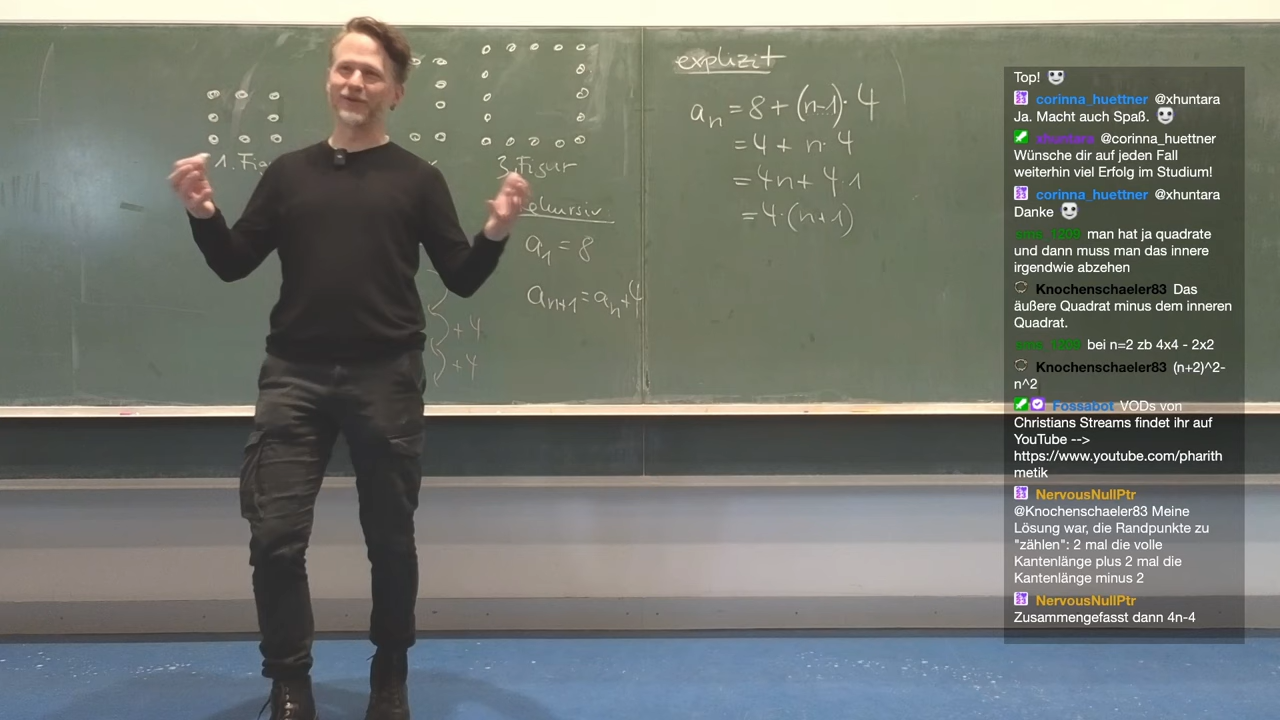 1. Fig
3. Figur
a₁ = 8
aₙ₊₁ = aₙ + 4
+ 4
+ 4
explizit
aₙ = 8 + (n-1) · 4
= 4 + n · 4
= 4n + 4 · 1
= 4 · (n+1)
Top!
corinna_huettner @xhuntara
Ja. Macht auch Spaß.
xhuntara @corinna_huettner
Wünsche dir auf jeden Fall
weiterhin viel Erfolg im Studium!
corinna_huettner @xhuntara
Danke
sms_1209 man hat ja quadrate
und dann muss man das innere
irgendwie abzehen
Knochenschaeler83 Das
äußere Quadrat minus dem inneren
Quadrat.
sms_1209 bei n=2 zb 4x4 - 2x2
Knochenschaeler83 (n+2)^2-
n^2
Fossabot VODs von
Christians Streams findet ihr auf
YouTube -->
https://www.youtube.com/pharith
metik
NervousNullPtr
@Knochenschaeler83 Meine
Lösung war, die Randpunkte zu
"zählen": 2 mal die volle
Kantenlänge plus 2 mal die
Kantenlänge minus 2
NervousNullPtr
Zusammengefasst dann 4n-4